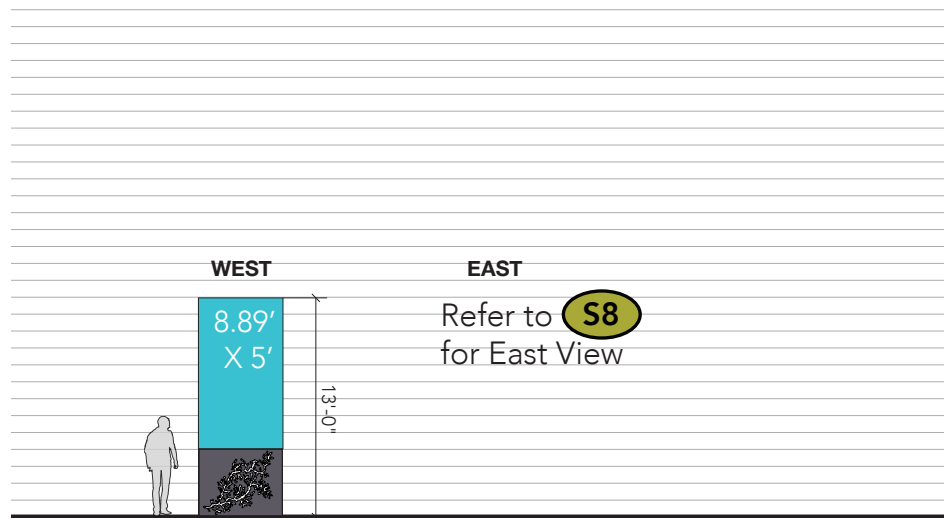 WEST
EAST
8.89’
X 5’
Refer to S8
for East View
13'-0"